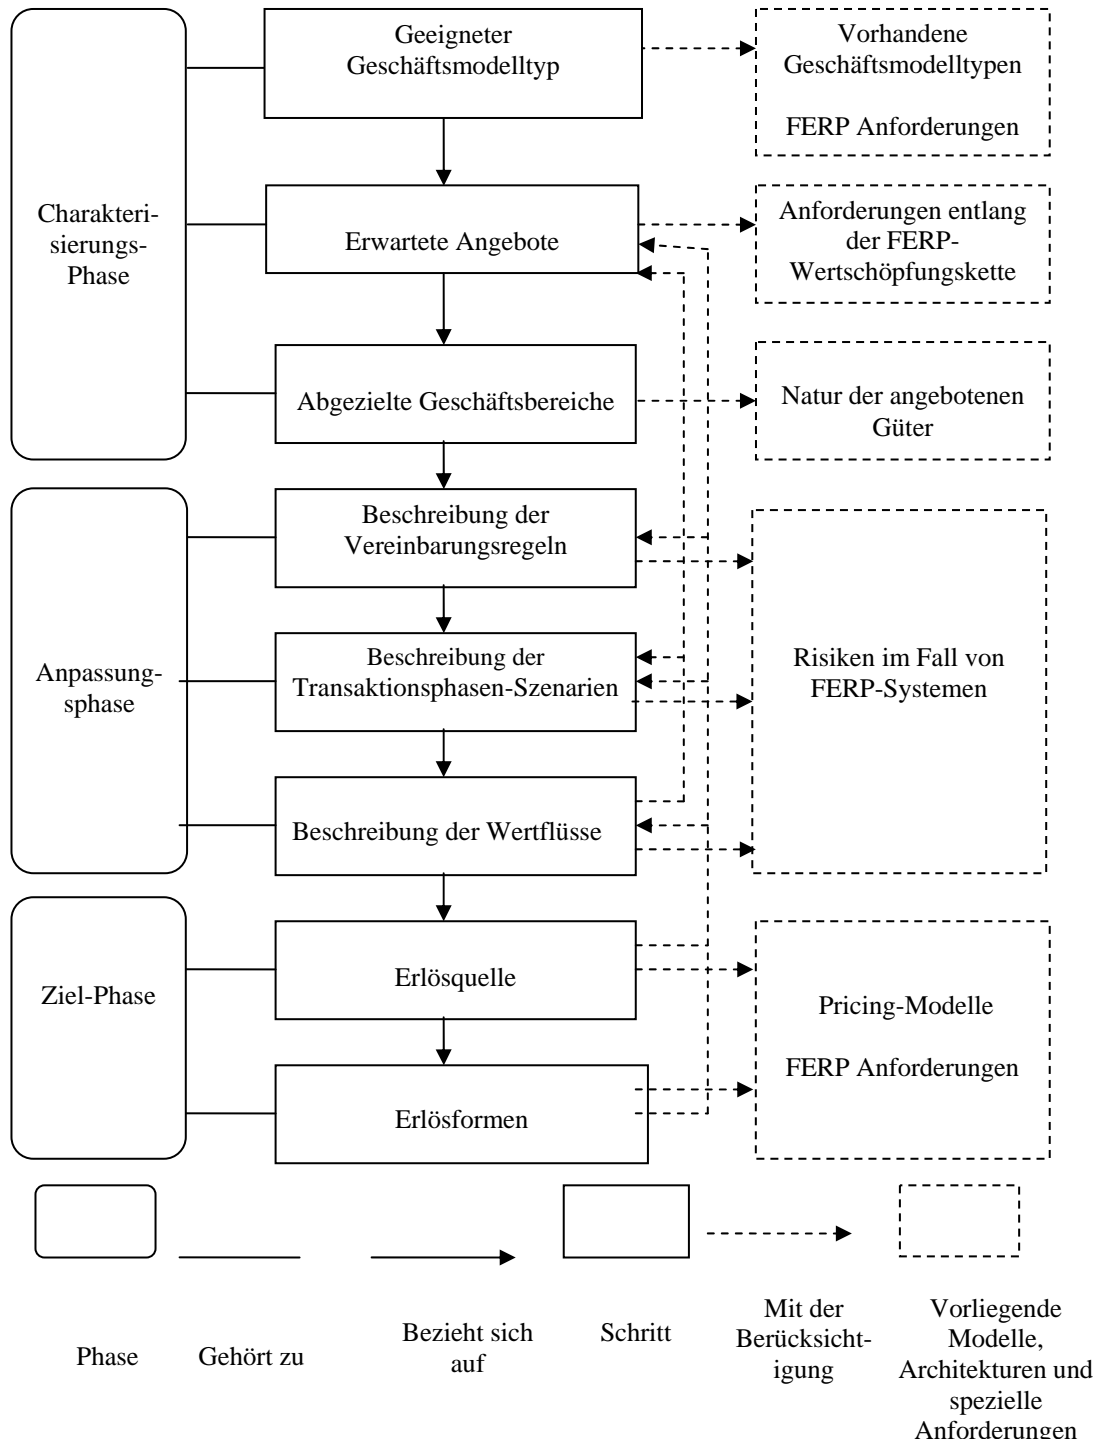 Geeigneter
Geschäftsmodelltyp
Vorhandene
Geschäftsmodelltypen
FERP Anforderungen
Charakteri-
sierungs-
Phase
Erwartete Angebote
Anforderungen entlang
der FERP-
Wertschöpfungskette
Abgezielte Geschäftsbereiche
Natur der angebotenen
Güter
Beschreibung der
Vereinbarungsregeln
Anpassung-
sphase
Beschreibung der
Transaktionsphasen-Szenarien
Risiken im Fall von
FERP-Systemen
Beschreibung der Wertflüsse
Ziel-Phase
Erlösquelle
Pricing-Modelle
FERP Anforderungen
Erlösformen
Phase
Gehört zu
Bezieht sich
auf
Schritt
Mit der
Berücksicht-
igung
Vorliegende
Modelle,
Architekturen und
spezielle
Anforderungen